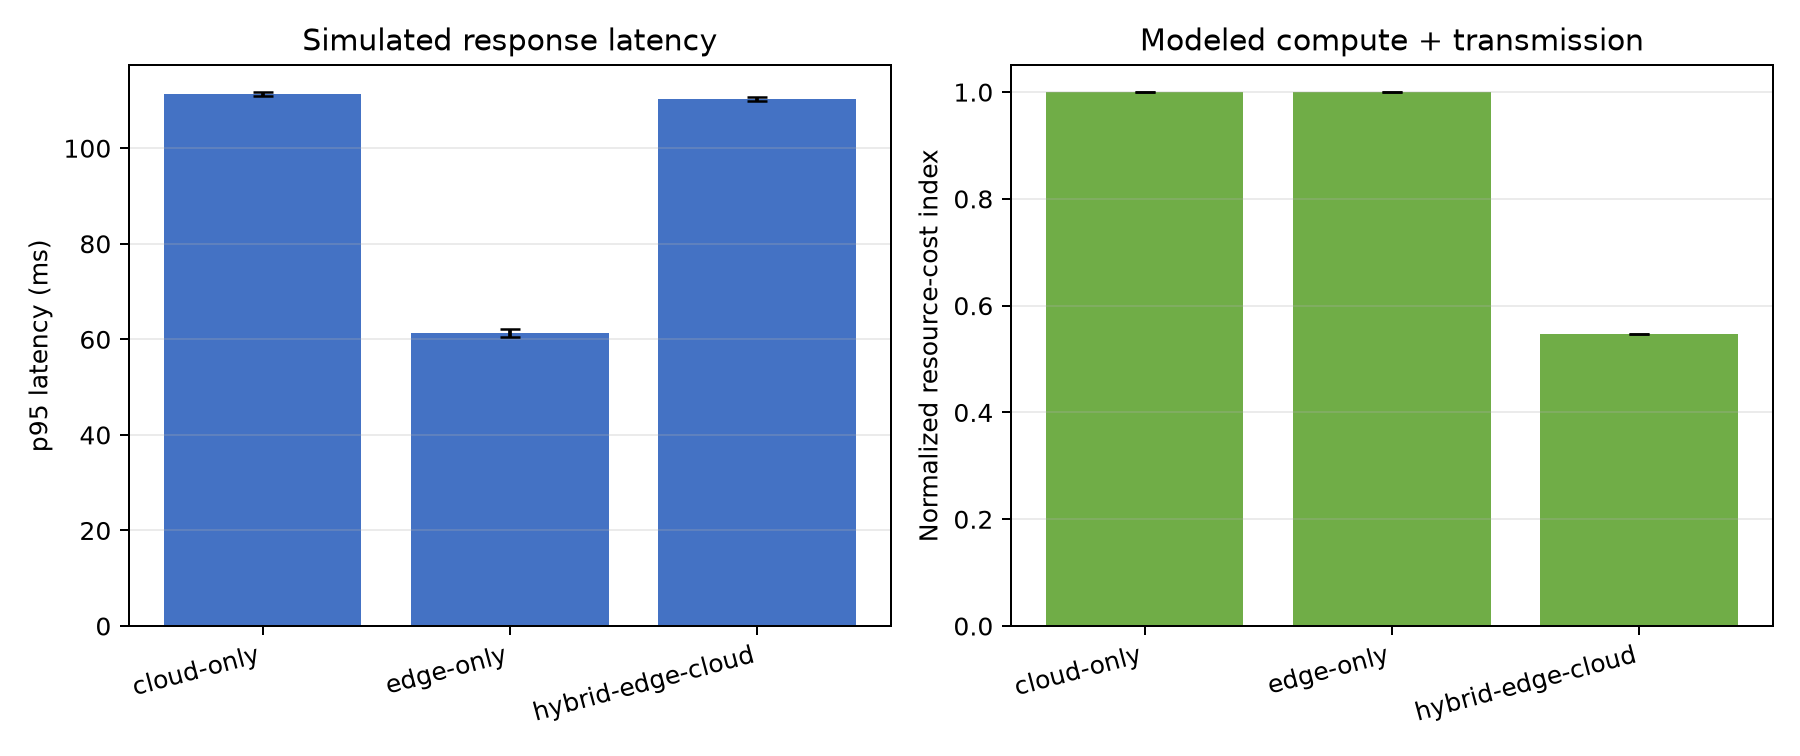 Simulated response latency
p95 latency (ms)
100
80
60
40
20
0
cloud-only
edge-only
hybrid-edge-cloud
Modeled compute + transmission
Normalized resource-cost index
1.0
0.8
0.6
0.4
0.2
0.0
cloud-only
edge-only
hybrid-edge-cloud